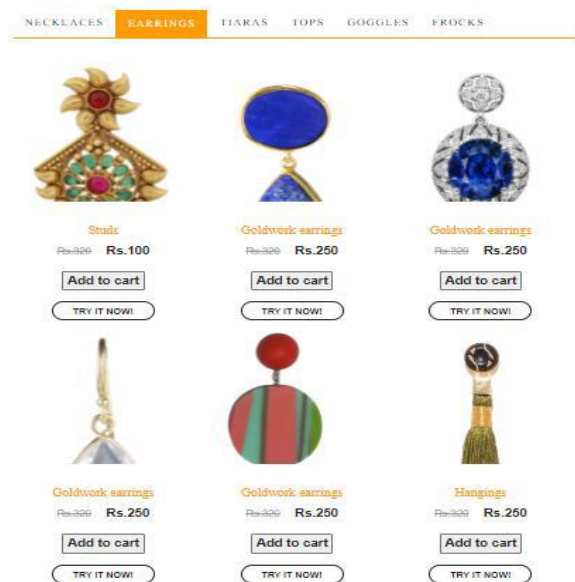 NECKLACES EARRINGS TIARAS TOPS GOGGLES FROCKS
Studs Goldwork earrings Goldwork earrings
Rs.320 Rs.100 Rs.320 Rs.250 Rs.320 Rs.250
Add to cart Add to cart Add to cart
TRY IT NOW! TRY IT NOW! TRY IT NOW!
Goldwork earrings Goldwork earrings Hangings
Rs.320 Rs.250 Rs.320 Rs.250 Rs.320 Rs.250
Add to cart Add to cart Add to cart
TRY IT NOW! TRY IT NOW! TRY IT NOW!